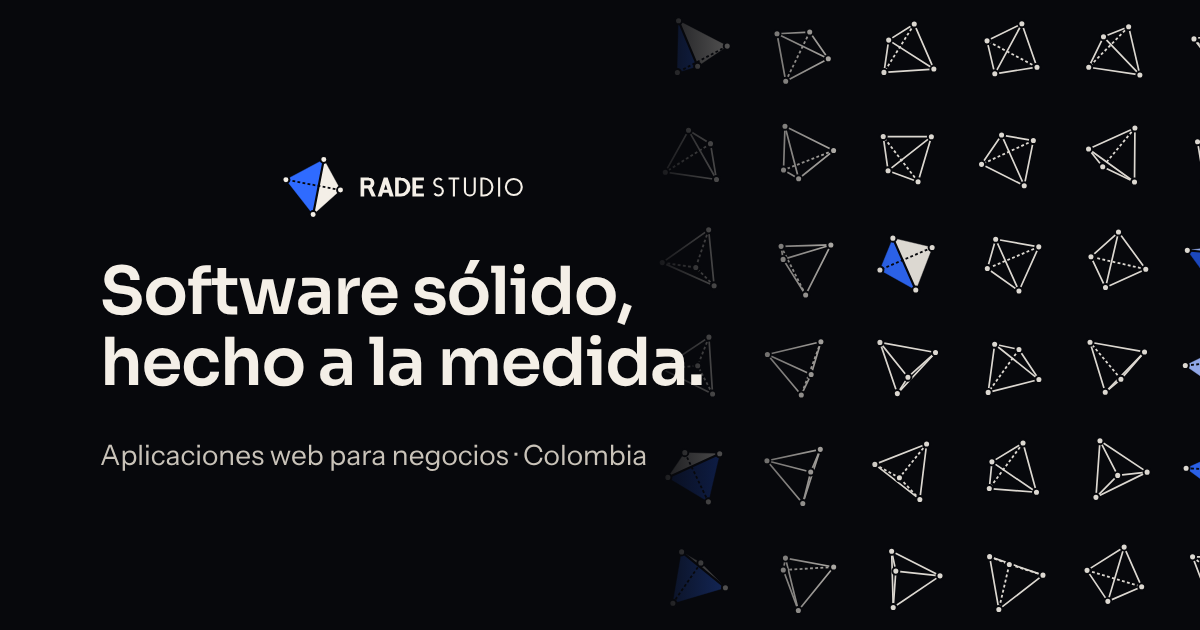 RADE STUDIO
Software sólido,
hecho a la medida.
Aplicaciones web para negocios · Colombia